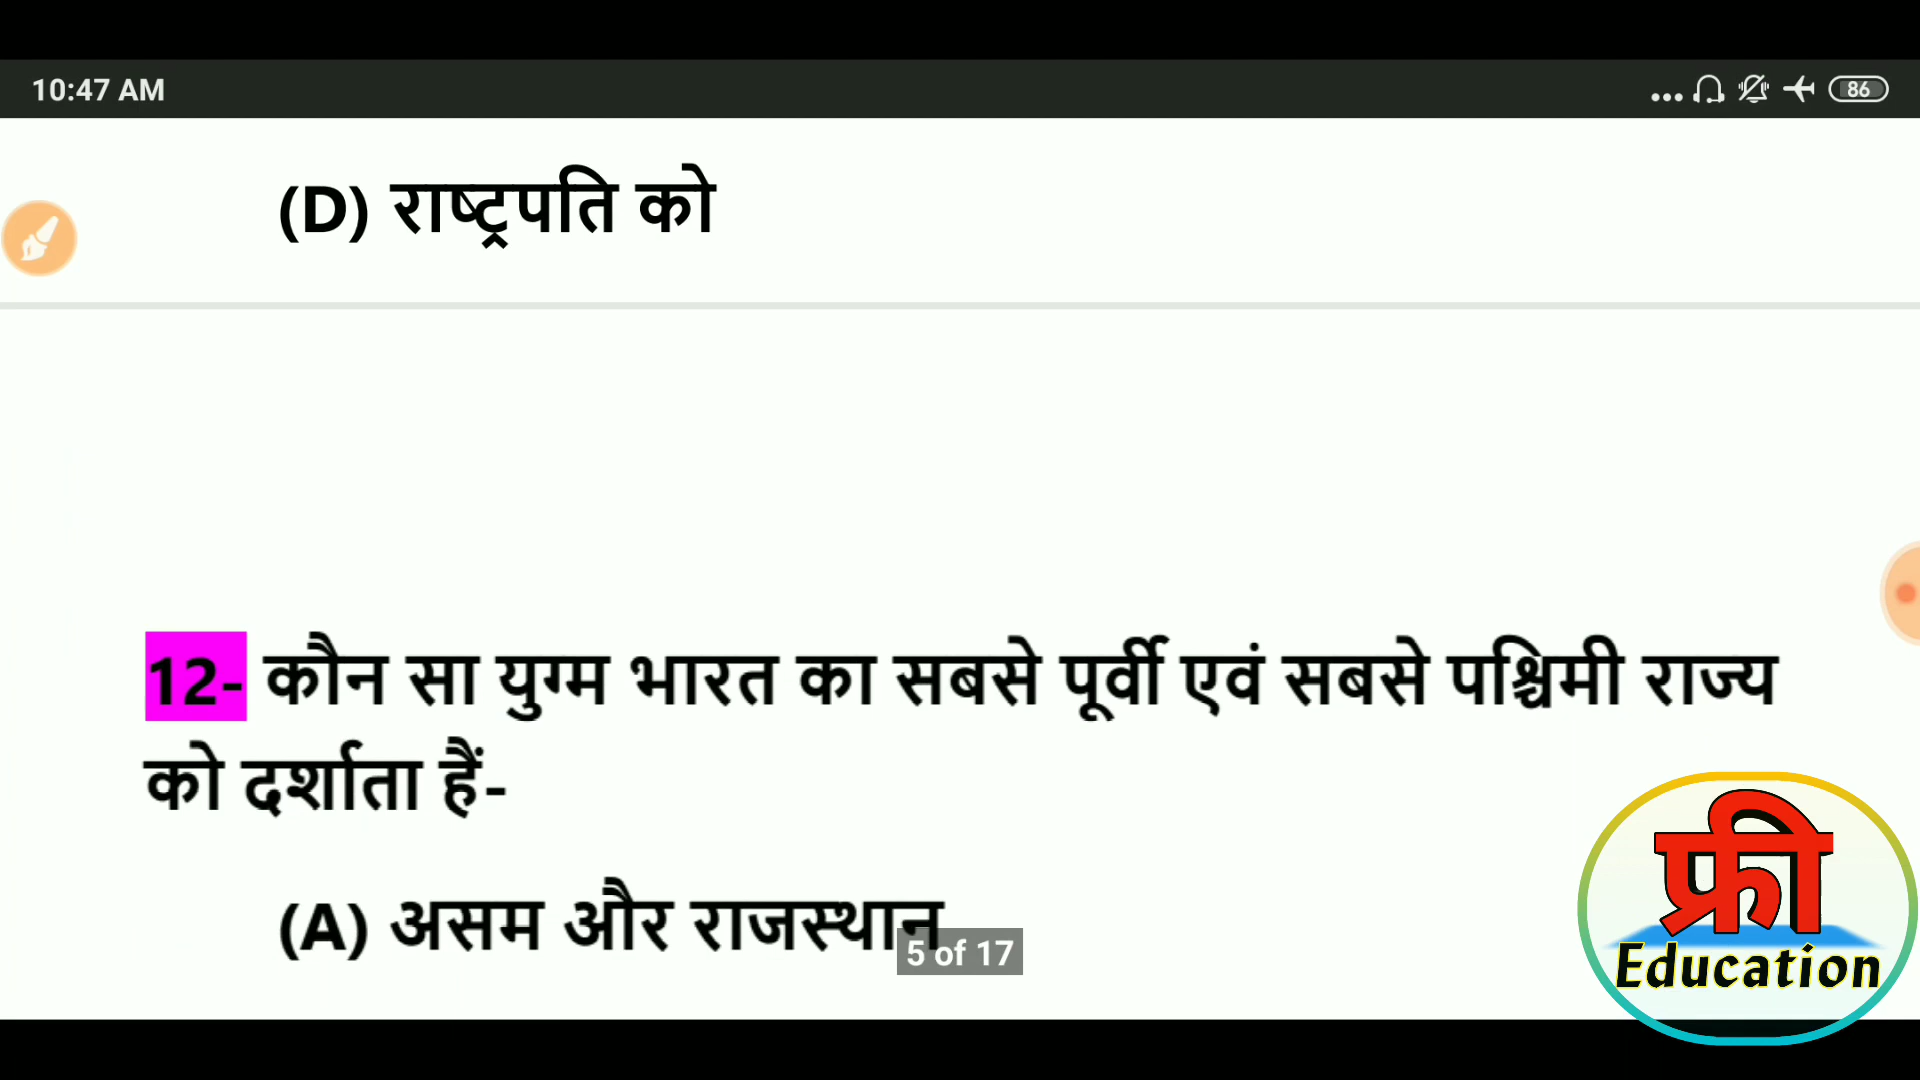 10:47 AM
86
(D) राष्ट्रपति को
12- कौन सा युग्म भारत का सबसे पूर्वी एवं सबसे पश्चिमी राज्य
को दर्शाता हैं-
(A) असम और राजस्थान
5 of 17
फ्री
Education